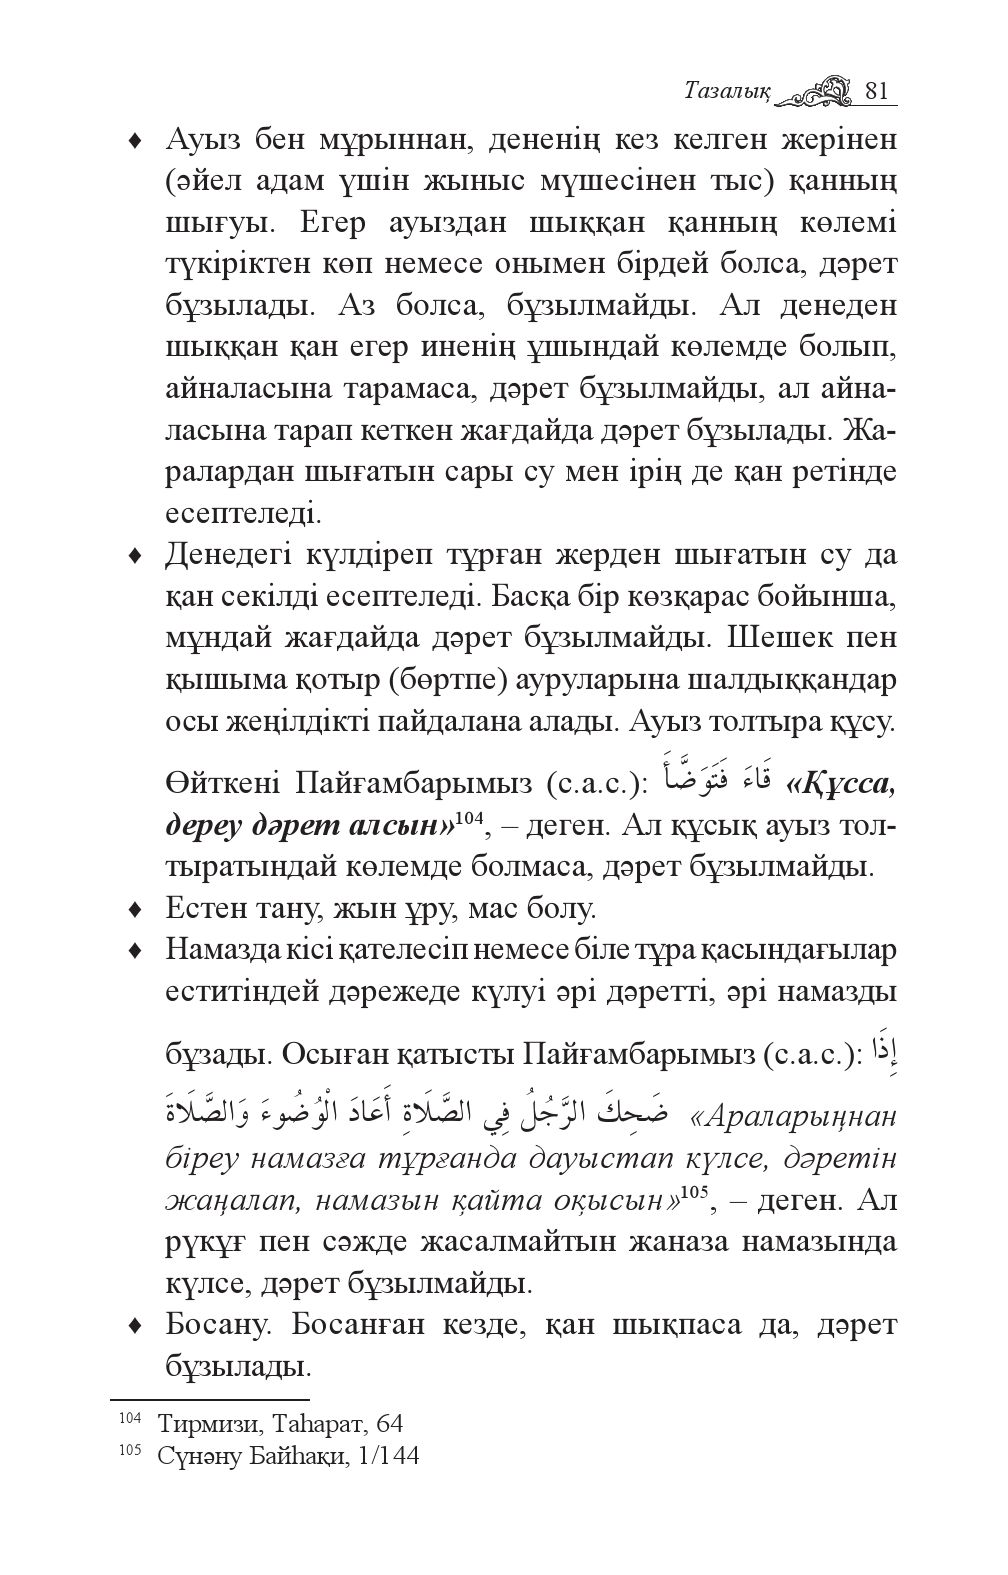 Тазалық 81
♦ Ауыз бен мұрыннан, дененің кез келген жерінен
(әйел адам үшін жыныс мүшесінен тыс) қанның
шығуы. Егер ауыздан шыққан қанның көлемі
түкіріктен көп немесе онымен бірдей болса, дәрет
бұзылады. Аз болса, бұзылмайды. Ал денеден
шыққан қан егер иненің ұшындай көлемде болып,
айналасына тарамаса, дәрет бұзылмайды, ал айна-
ласына тарап кеткен жағдайда дәрет бұзылады. Жа-
ралардан шығатын сары су мен ірің де қан ретінде
есептеледі.
♦ Денедегі күлдіреп тұрған жерден шығатын су да
қан секілді есептеледі. Басқа бір көзқарас бойынша,
мұндай жағдайда дәрет бұзылмайды. Шешек пен
қышыма қотыр (бөртпе) ауруларына шалдыққандар
осы жеңілдікті пайдалана алады. Ауыз толтыра құсу.
Өйткені Пайғамбарымыз (с.а.с.): قَاءَ فَتَوَضَّأَ «Құсса,
дереу дәрет алсын»104, – деген. Ал құсық ауыз тол-
тыратындай көлемде болмаса, дәрет бұзылмайды.
♦ Естен тану, жын ұру, мас болу.
♦ Намазда кісі қателесіп немесе біле тұра қасындағылар
еститіндей дәрежеде күлуі әрі дәретті, әрі намазды
бұзады. Осыған қатысты Пайғамбарымыз (с.а.с.): إِذَا
ضَحِكَ الرَّجُلُ فِي الصَّلَاةِ أَعَادَ الْوُضُوءَ وَالصَّلَاةَ «Араларыңнан
біреу намазға тұрғанда дауыстап күлсе, дәретін
жаңалап, намазын қайта оқысын»105, – деген. Ал
рүкұғ пен сәжде жасалмайтын жаназа намазында
күлсе, дәрет бұзылмайды.
♦ Босану. Босанған кезде, қан шықпаса да, дәрет
бұзылады.
104 Тирмизи, Таһарат, 64
105 Сүнәну Байһақи, 1/144